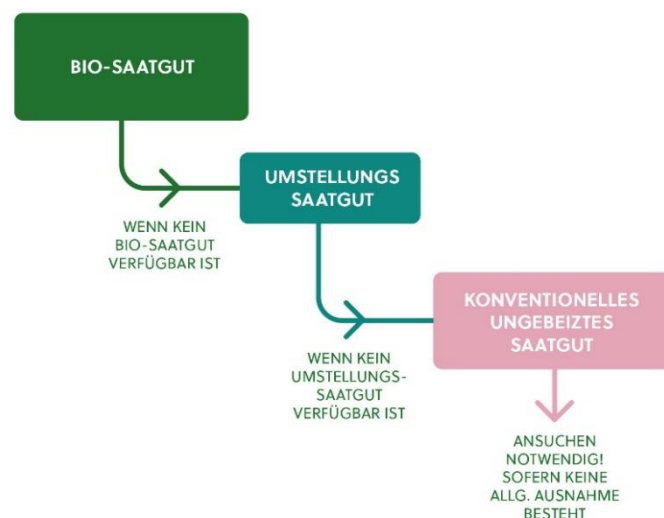 BIO-SAATGUT
WENN KEIN
BIO-SAATGUT
VERFÜGBAR IST
UMSTELLUNGS
SAATGUT
WENN KEIN
UMSTELLUNGS-
SAATGUT
VERFÜGBAR IST
KONVENTIONELLES
UNGEBEIZTES
SAATGUT
ANSUCHEN
NOTWENDIG!
SOFERN KEINE
ALLG. AUSNAHME
BESTEHT